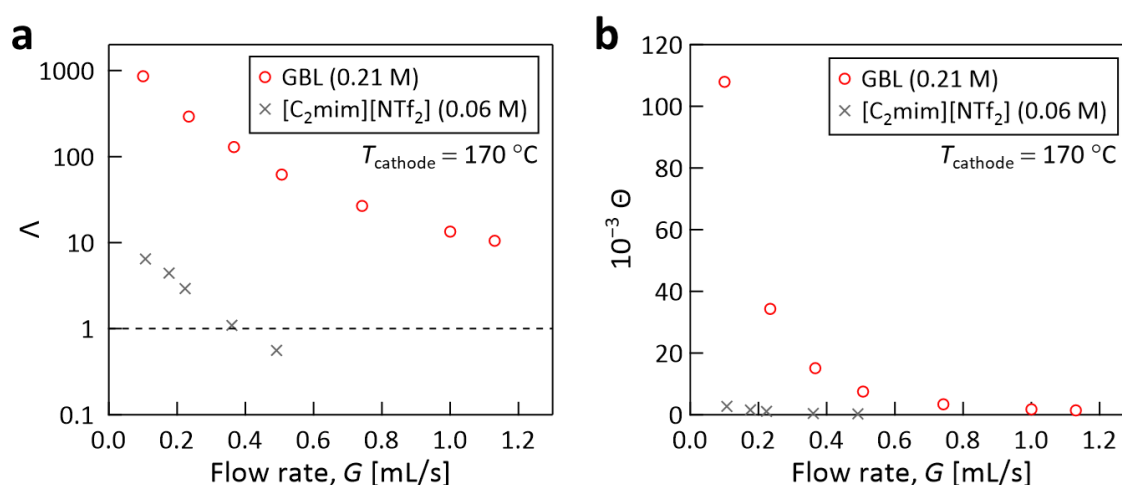 a
1000
100
10
1
0.1
Λ
GBL (0.21 M)
[C₂mim][NTf₂] (0.06 M)
T_cathode = 170 °C
0.0 0.2 0.4 0.6 0.8 1.0 1.2
Flow rate, G [mL/s]
b
120
100
80
60
40
20
0
10⁻³ Θ
GBL (0.21 M)
[C₂mim][NTf₂] (0.06 M)
T_cathode = 170 °C
0.0 0.2 0.4 0.6 0.8 1.0 1.2
Flow rate, G [mL/s]